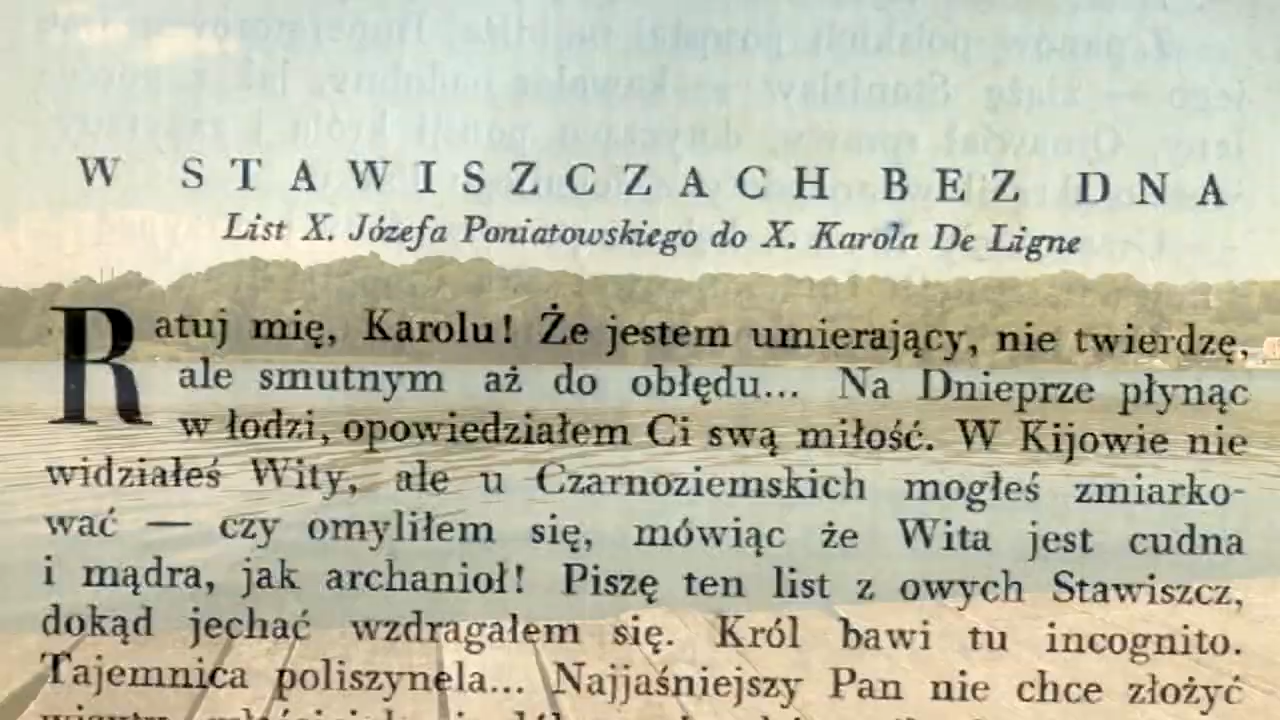 W STAWISZCZACH BEZ DNA
List X. Józefa Poniatowskiego do X. Karola De Ligne
Ratuj mię, Karolu! Że jestem umierający, nie twierdzę,
ale smutnym aż do obłędu... Na Dnieprze płynąc
w łodzi, opowiedziałem Ci swą miłość. W Kijowie nie
widziałeś Wity, ale u Czarnoziemskich mogłeś zmiarko-
wać — czy omyliłem się, mówiąc że Wita jest cudna
i mądra, jak archanioł! Piszę ten list z owych Stawiszcz,
dokąd jechać wzdragałem się. Król bawi tu incognito.
Tajemnica poliszynela... Najjaśniejszy Pan nie chce złożyć